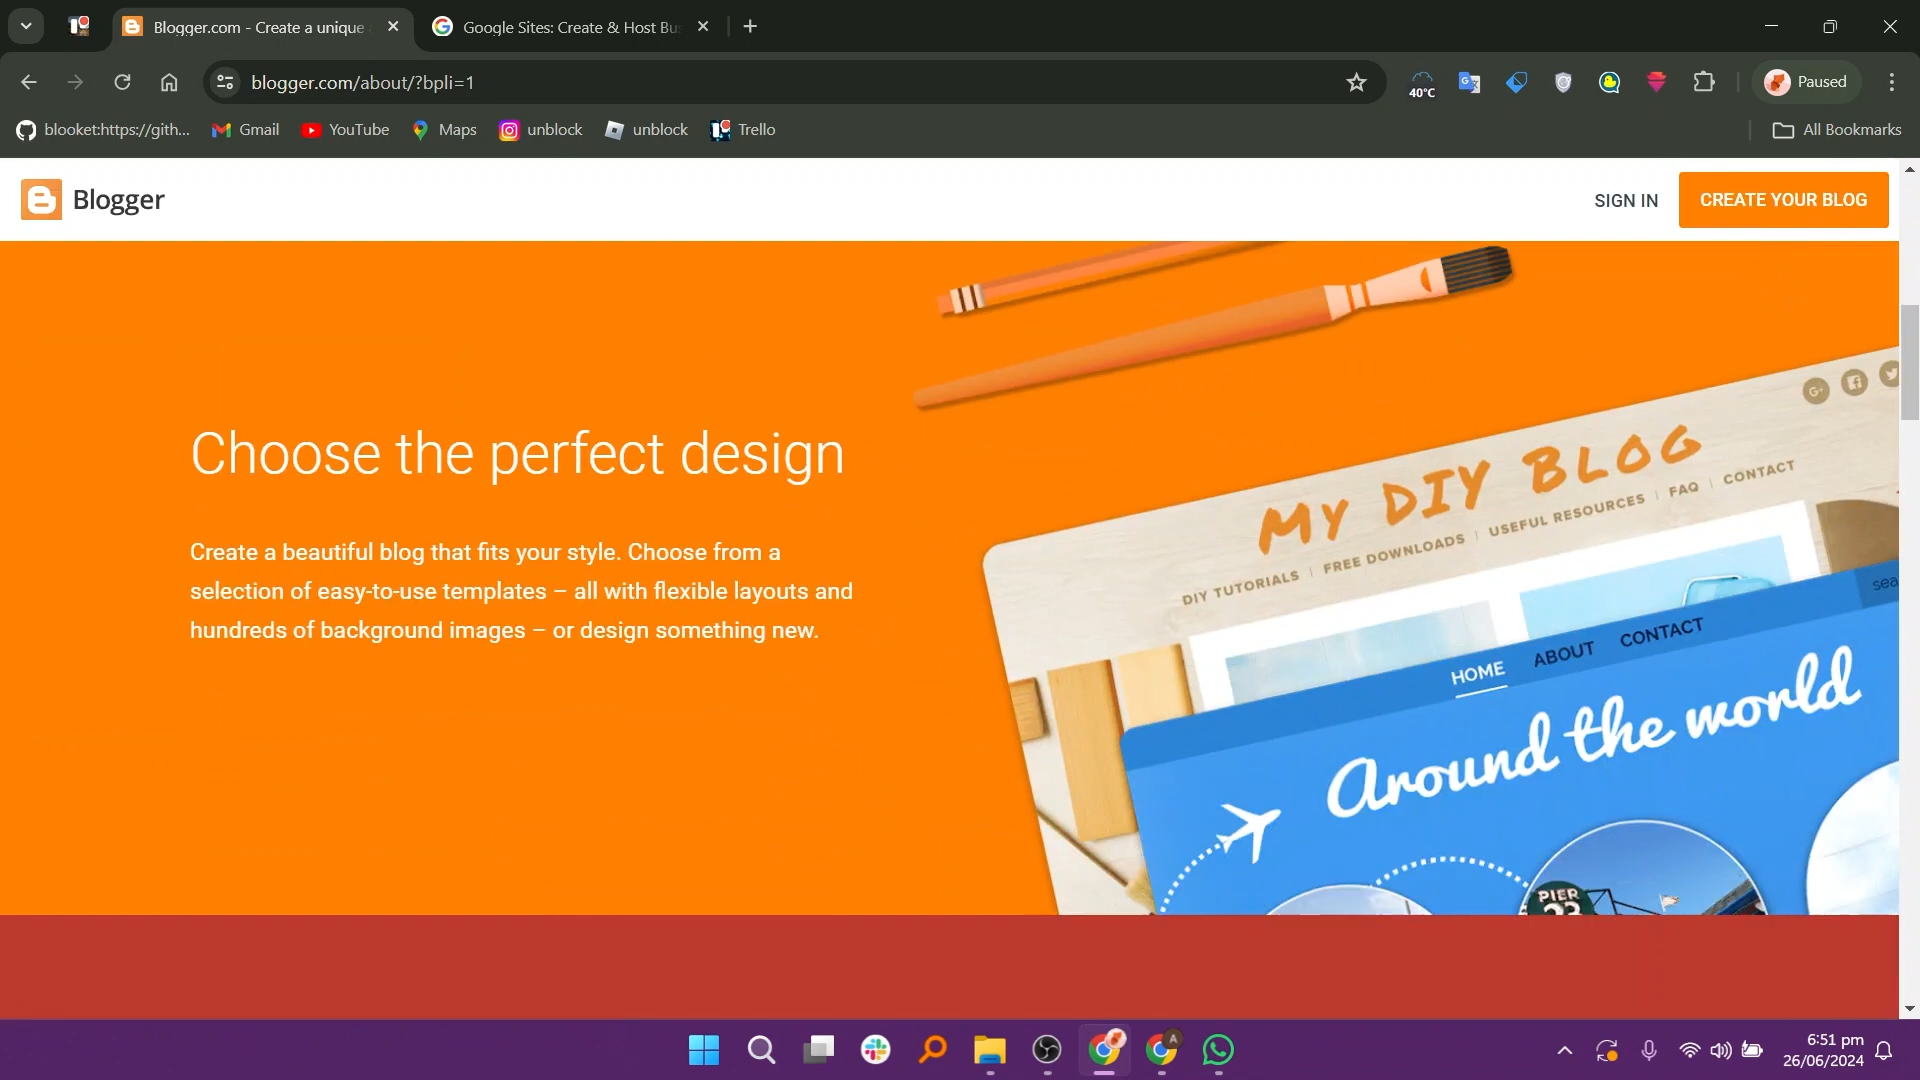 Blogger.com - Create a unique
Google Sites: Create & Host Bu
blogger.com/about/?bpli=1
40°C
Paused
blooket:https://gith...
Gmail
YouTube
Maps
unblock
unblock
Trello
All Bookmarks
Blogger
SIGN IN
CREATE YOUR BLOG
Choose the perfect design
Create a beautiful blog that fits your style. Choose from a
selection of easy-to-use templates – all with flexible layouts and
hundreds of background images – or design something new.
MY DIY BLOG
DIY TUTORIALS | FREE DOWNLOADS | USEFUL RESOURCES | FAQ | CONTACT
sea
HOME ABOUT CONTACT
Around the world
PIER
23
6:51 pm
26/06/2024